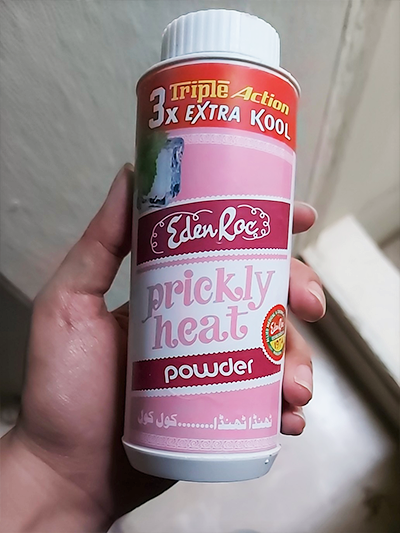 Triple Action
3x EXTRA KOOL
Eden Roc
prickly
heat
powder
ٹھنڈا ٹھنڈا........کول کول